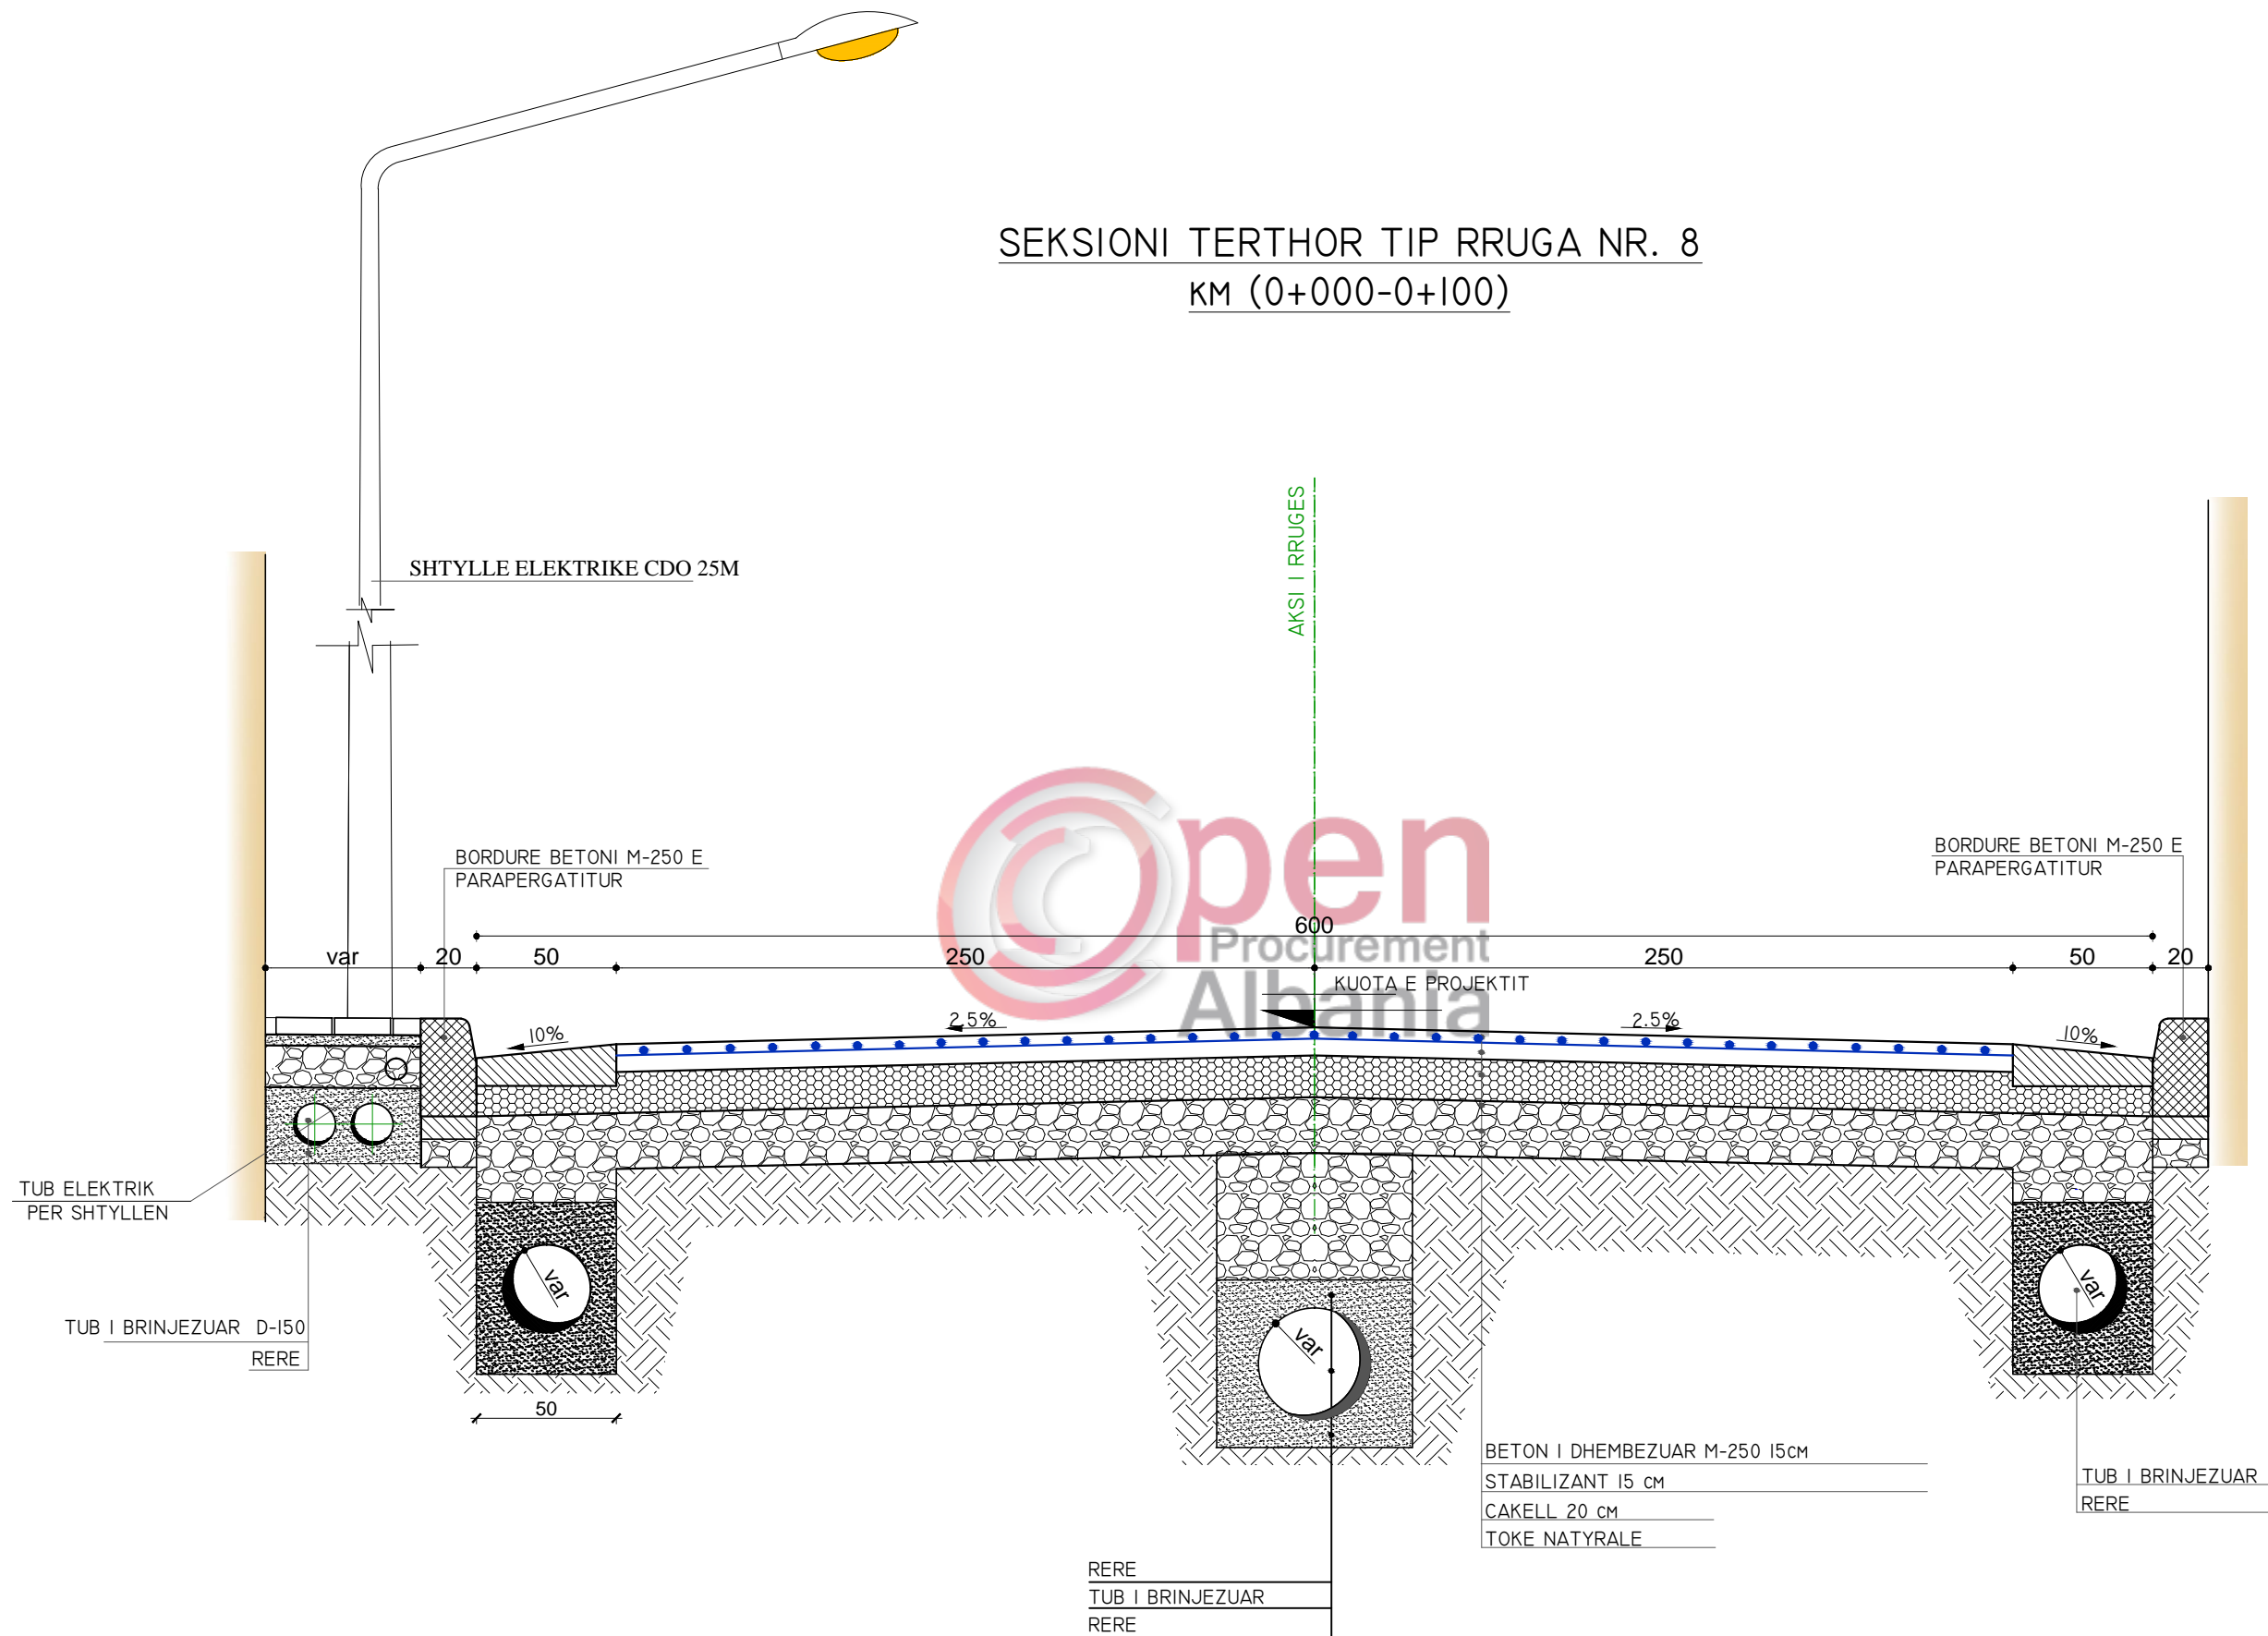 SEKSIONI TERTHOR TIP RRUGA NR. 8
KM (0+000-0+100)
AKSI I RRUGES
SHTYLLE ELEKTRIKE CDO 25M
BORDURE BETONI M-250 E
PARAPERGATITUR
BORDURE BETONI M-250 E
PARAPERGATITUR
Open
Procurement
Albania
600
var
20
50
250
250
50
20
KUOTA E PROJEKTIT
10%
2.5%
2.5%
10%
TUB ELEKTRIK
PER SHTYLLEN
var
var
var
TUB I BRINJEZUAR D-150
RERE
50
BETON I DHEMBEZUAR M-250 15CM
STABILIZANT 15 CM
CAKELL 20 CM
TOKE NATYRALE
TUB I BRINJEZUAR
RERE
RERE
TUB I BRINJEZUAR
RERE